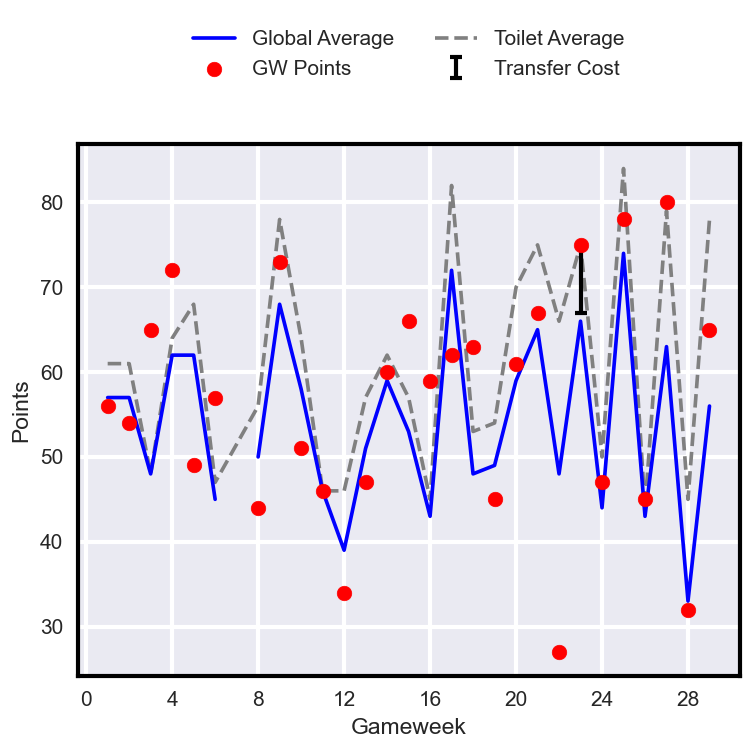 Global Average
Toilet Average
GW Points
Transfer Cost
80
70
60
50
40
30
Points
0 4 8 12 16 20 24 28
Gameweek